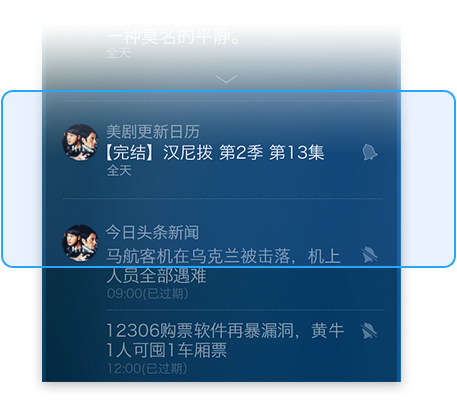 一种莫名的平静。
全天
美剧更新日历
【完结】汉尼拨 第2季 第13集
全天
今日头条新闻
马航客机在乌克兰被击落，机上
人员全部遇难
09:00(已过期)
12306购票软件再暴漏洞，黄牛
1人可囤1车厢票
12:00(已过期)